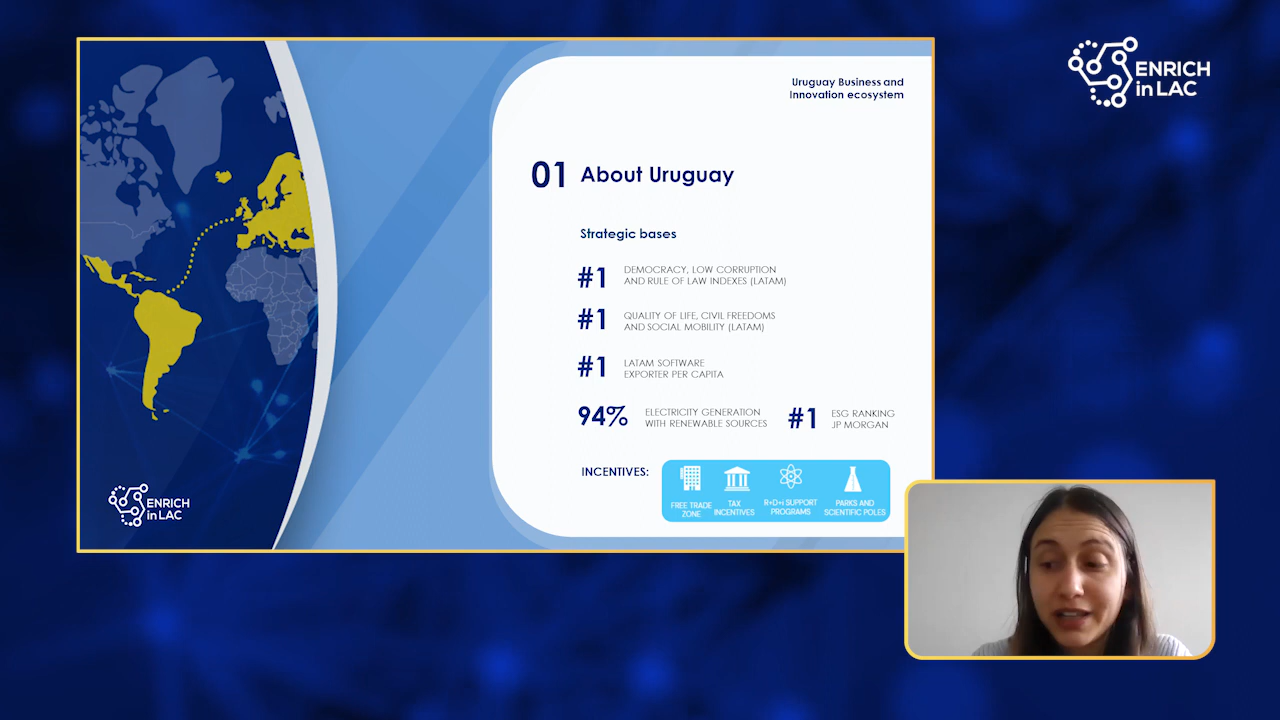 ENRICH
in LAC
Uruguay Business and
Innovation ecosystem
01 About Uruguay
Strategic bases
#1 DEMOCRACY, LOW CORRUPTION
AND RULE OF LAW INDEXES (LATAM)
#1 QUALITY OF LIFE, CIVIL FREEDOMS
AND SOCIAL MOBILITY (LATAM)
#1 LATAM SOFTWARE
EXPORTER PER CAPITA
94% ELECTRICITY GENERATION
WITH RENEWABLE SOURCES
#1 ESG RANKING
JP MORGAN
INCENTIVES:
FREE TRADE
ZONE
TAX
INCENTIVES
R+D+i SUPPORT
PROGRAMS
PARKS AND
SCIENTIFIC POLES
ENRICH
in LAC